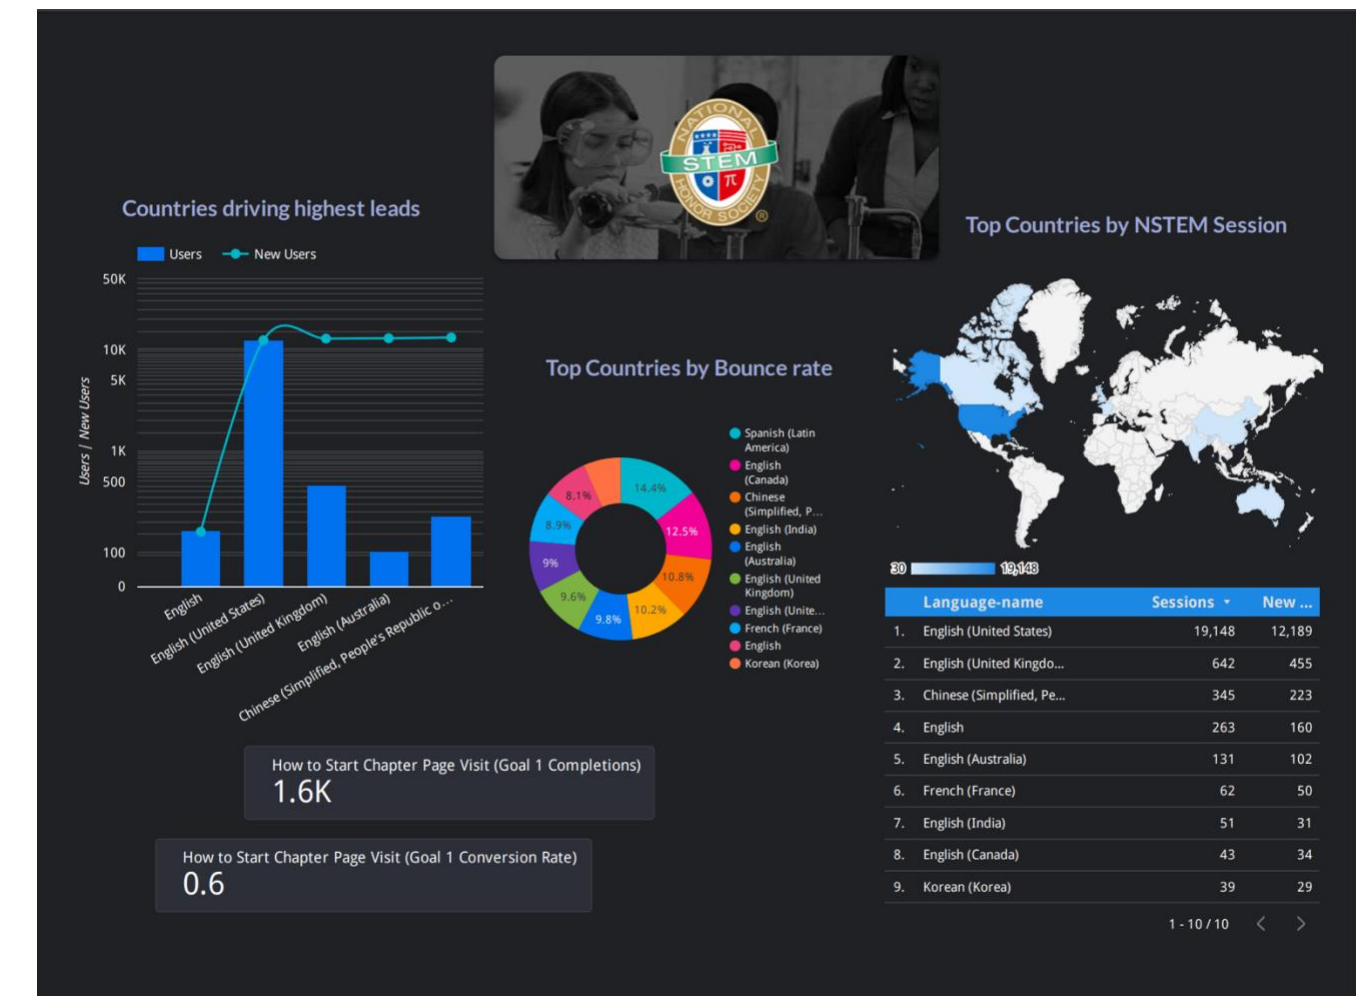 NATIONAL
STEM
HONOR SOCIETY
π
®
Countries driving highest leads
Users
New Users
50K
10K
5K
1K
500
100
0
Users | New Users
English
English (United States)
English (United Kingdom)
English (Australia)
Chinese (Simplified, People's Republic o...
Top Countries by Bounce rate
14.4%
12.5%
10.8%
10.2%
9.8%
9.6%
9%
8.9%
8.1%
Spanish (Latin
America)
English
(Canada)
Chinese
(Simplified, P...
English (India)
English
(Australia)
English (United
Kingdom)
English (Unite...
French (France)
English
Korean (Korea)
Top Countries by NSTEM Session
30
19,148
Language-name Sessions New ...
1. English (United States) 19,148 12,189
2. English (United Kingdo... 642 455
3. Chinese (Simplified, Pe... 345 223
4. English 263 160
5. English (Australia) 131 102
6. French (France) 62 50
7. English (India) 51 31
8. English (Canada) 43 34
9. Korean (Korea) 39 29
1 - 10 / 10
How to Start Chapter Page Visit (Goal 1 Completions)
1.6K
How to Start Chapter Page Visit (Goal 1 Conversion Rate)
0.6